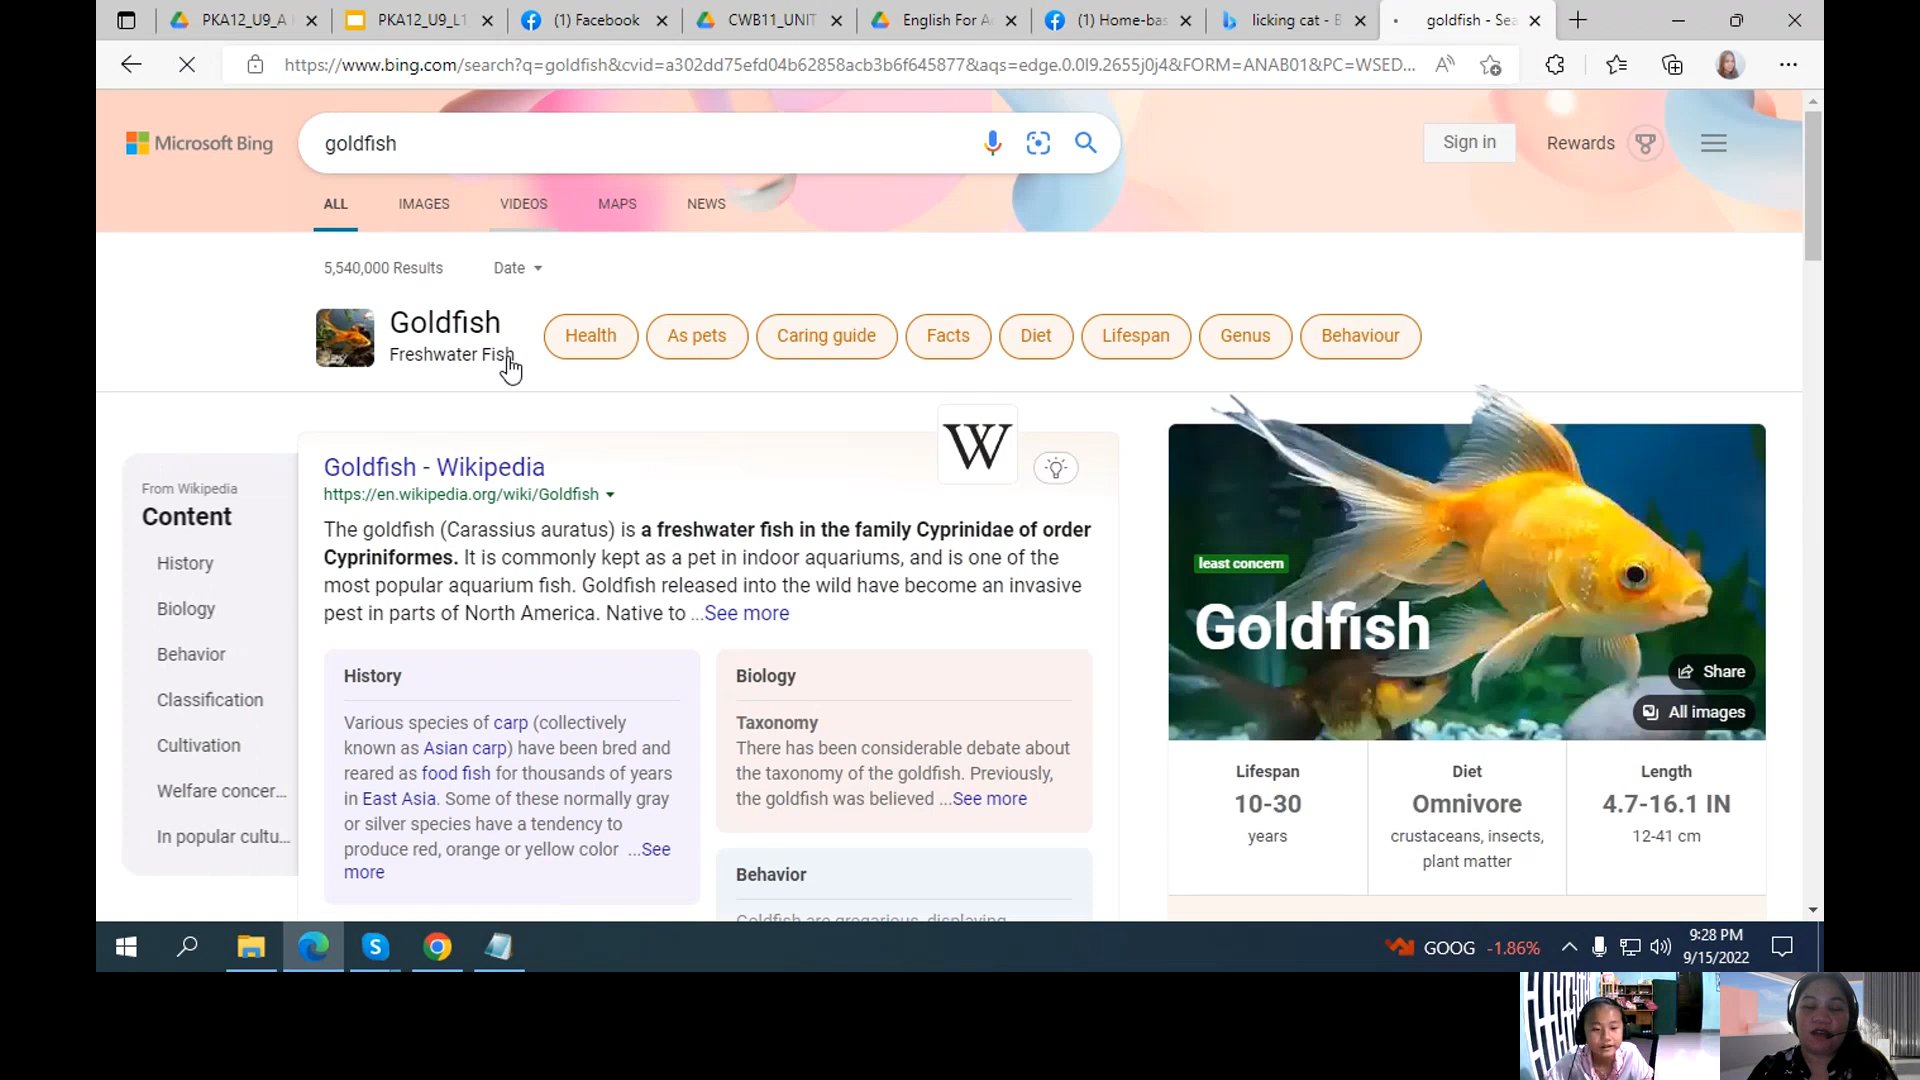 PKA12_U9_A
PKA12_U9_L1
(1) Facebook
CWB11_UNIT
English For A
(1) Home-bas
licking cat - B
goldfish - Sea
https://www.bing.com/search?q=goldfish&cvid=a302dd75efd04b62858acb3b6f645877&aqs=edge.0.0l9.2655j0j4&FORM=ANAB01&PC=WSED...
Microsoft Bing
goldfish
Sign in
Rewards
ALL
IMAGES
VIDEOS
MAPS
NEWS
5,540,000 Results
Date
Goldfish
Freshwater Fish
Health
As pets
Caring guide
Facts
Diet
Lifespan
Genus
Behaviour
From Wikipedia
Content
History
Biology
Behavior
Classification
Cultivation
Welfare concer...
In popular cultu...
Goldfish - Wikipedia
https://en.wikipedia.org/wiki/Goldfish
W
The goldfish (Carassius auratus) is a freshwater fish in the family Cyprinidae of order
Cypriniformes. It is commonly kept as a pet in indoor aquariums, and is one of the
most popular aquarium fish. Goldfish released into the wild have become an invasive
pest in parts of North America. Native to ...See more
History
Various species of carp (collectively
known as Asian carp) have been bred and
reared as food fish for thousands of years
in East Asia. Some of these normally gray
or silver species have a tendency to
produce red, orange or yellow color ...See
more
Biology
Taxonomy
There has been considerable debate about
the taxonomy of the goldfish. Previously,
the goldfish was believed ...See more
Behavior
Goldfish are gregarious, displaying
least concern
Goldfish
Share
All images
Lifespan
10-30
years
Diet
Omnivore
crustaceans, insects,
plant matter
Length
4.7-16.1 IN
12-41 cm
GOOG -1.86%
9:28 PM
9/15/2022